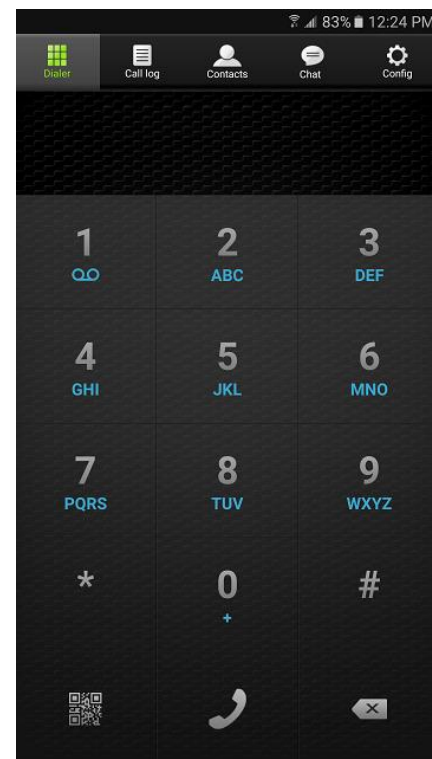 83% 12:24 PM
Dialer Call log Contacts Chat Config
1 2 3
ABC DEF
4 5 6
GHI JKL MNO
7 8 9
PQRS TUV WXYZ
* 0 #
+